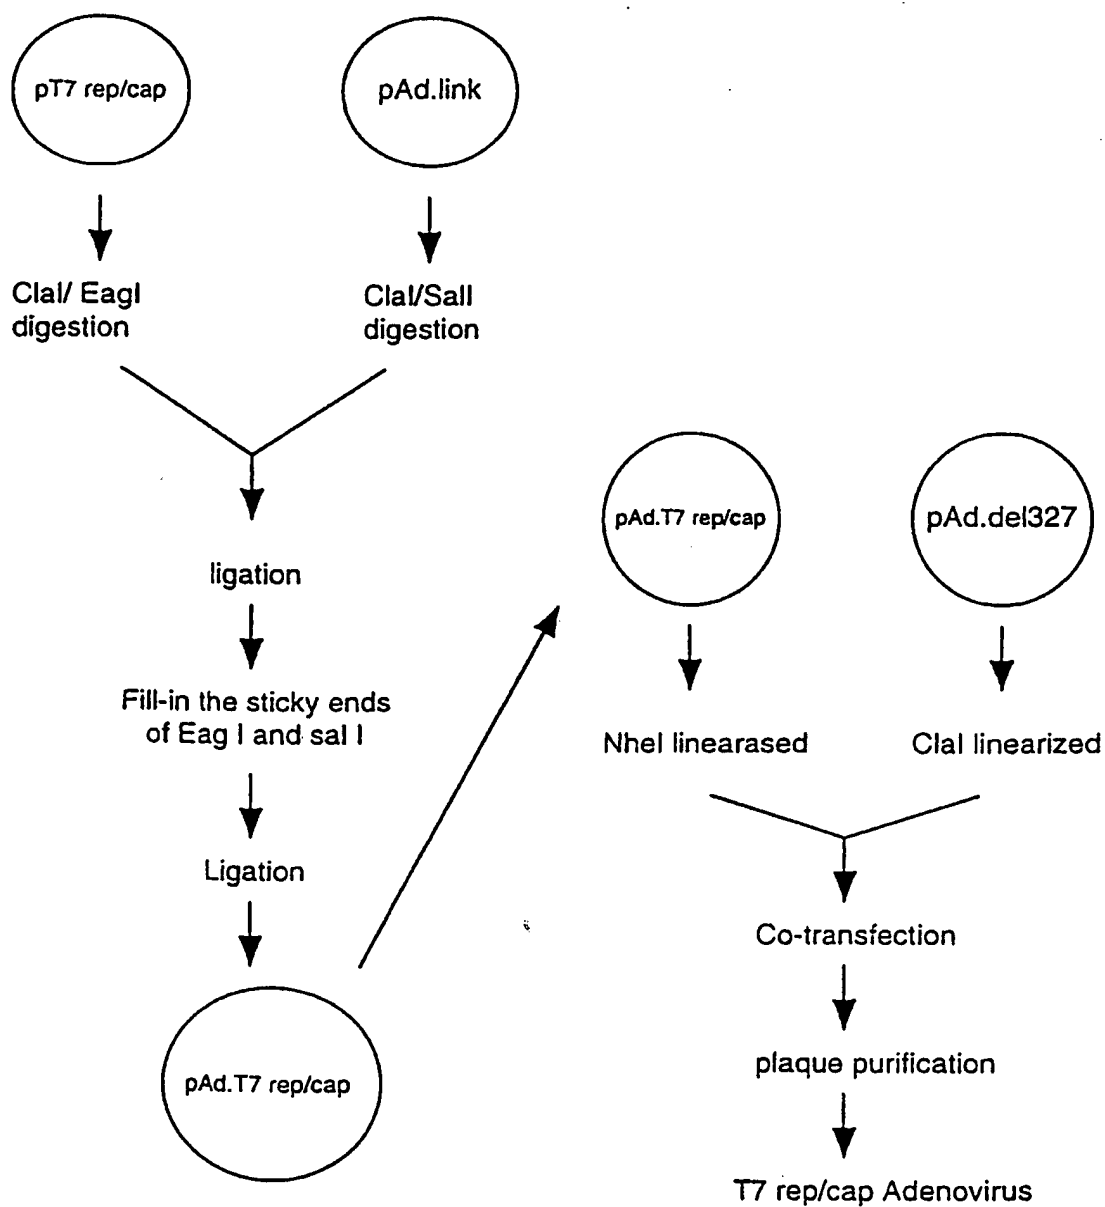 pT7 rep/cap
pAd.link
ClaI/ EagI
digestion
ClaI/SalI
digestion
ligation
Fill-in the sticky ends
of Eag I and sal I
Ligation
pAd.T7 rep/cap
pAd.T7 rep/cap
pAd.del327
NheI linearased
ClaI linearized
Co-transfection
plaque purification
T7 rep/cap Adenovirus